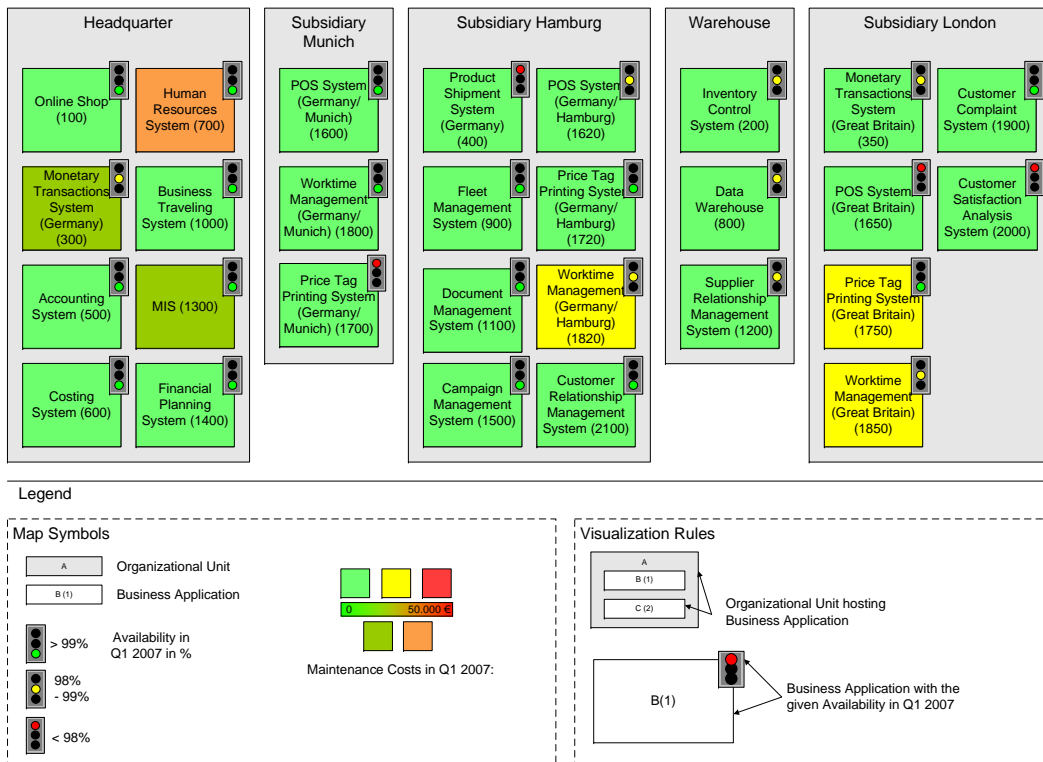 Headquarter
Online Shop
(100)
Human
Resources
System (700)
Monetary
Transactions
System
(Germany)
(300)
Business
Traveling
System (1000)
Accounting
System (500)
MIS (1300)
Costing
System (600)
Financial
Planning
System (1400)
Subsidiary
Munich
POS System
(Germany/
Munich)
(1600)
Worktime
Management
(Germany/
Munich) (1800)
Price Tag
Printing System
(Germany/
Munich) (1700)
Subsidiary Hamburg
Product
Shipment
System
(Germany)
(400)
POS System
(Germany/
Hamburg)
(1620)
Fleet
Management
System (900)
Price Tag
Printing System
(Germany/
Hamburg)
(1720)
Document
Management
System (1100)
Worktime
Management
(Germany/
Hamburg)
(1820)
Campaign
Management
System (1500)
Customer
Relationship
Management
System (2100)
Warehouse
Inventory
Control
System (200)
Data
Warehouse
(800)
Supplier
Relationship
Management
System (1200)
Subsidiary London
Monetary
Transactions
System
(Great Britain)
(350)
Customer
Complaint
System (1900)
POS System
(Great Britain)
(1650)
Customer
Satisfaction
Analysis
System (2000)
Price Tag
Printing System
(Great Britain)
(1750)
Worktime
Management
(Great Britain)
(1850)
Legend
Map Symbols
A
Organizational Unit
B (1)
Business Application
> 99%
Availability in
Q1 2007 in %
98%
- 99%
< 98%
0 50.000 €
Maintenance Costs in Q1 2007:
Visualization Rules
A
B (1)
C (2)
Organizational Unit hosting
Business Application
B(1)
Business Application with the
given Availability in Q1 2007